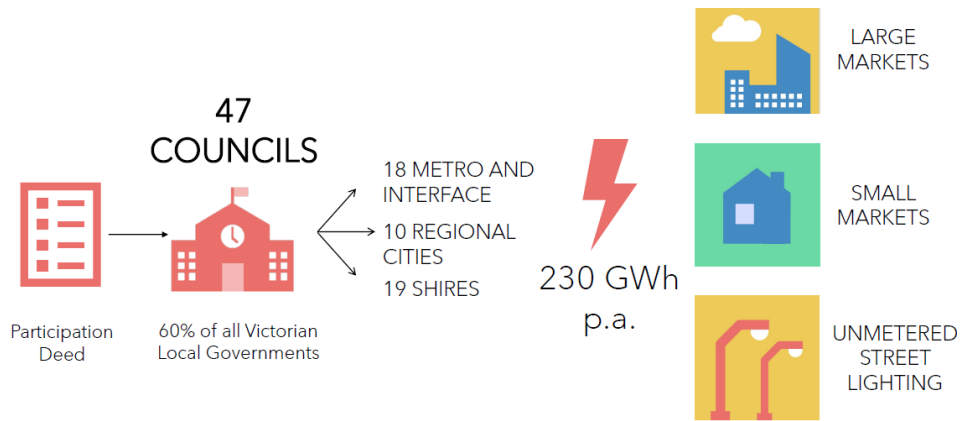 Participation
Deed
47
COUNCILS
60% of all Victorian
Local Governments
18 METRO AND
INTERFACE
10 REGIONAL
CITIES
19 SHIRES
230 GWh
p.a.
LARGE
MARKETS
SMALL
MARKETS
UNMETERED
STREET
LIGHTING